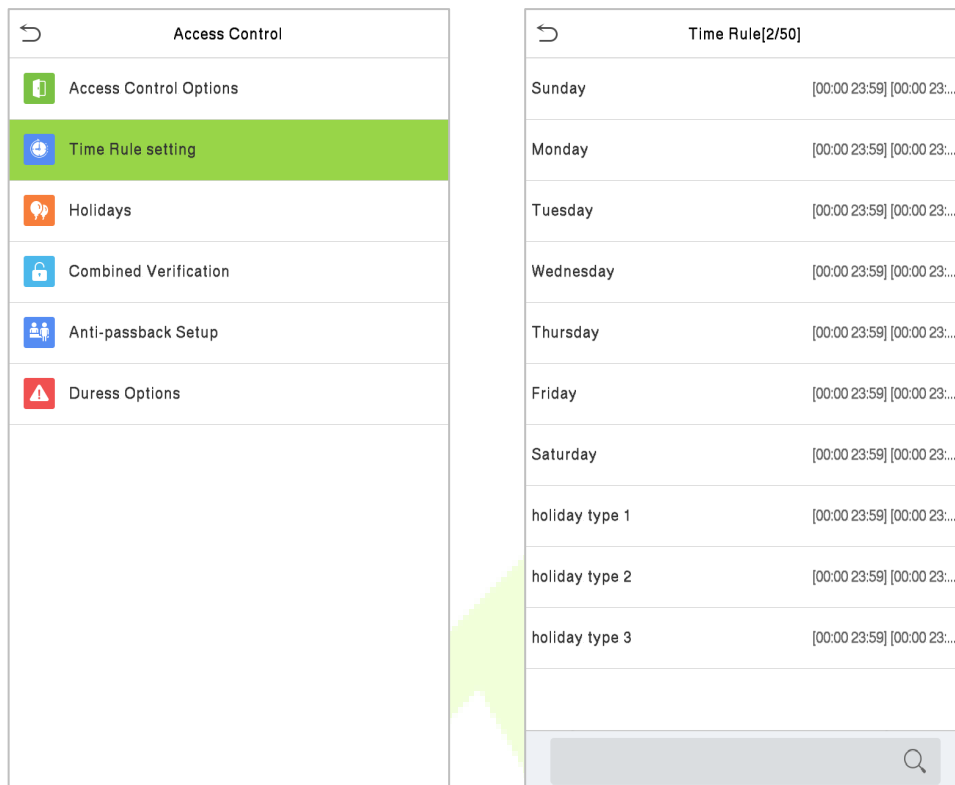 Access Control
Access Control Options
Time Rule setting
Holidays
Combined Verification
Anti-passback Setup
Duress Options
Time Rule[2/50]
Sunday [00:00 23:59] [00:00 23:...
Monday [00:00 23:59] [00:00 23:...
Tuesday [00:00 23:59] [00:00 23:...
Wednesday [00:00 23:59] [00:00 23:...
Thursday [00:00 23:59] [00:00 23:...
Friday [00:00 23:59] [00:00 23:...
Saturday [00:00 23:59] [00:00 23:...
holiday type 1 [00:00 23:59] [00:00 23:...
holiday type 2 [00:00 23:59] [00:00 23:...
holiday type 3 [00:00 23:59] [00:00 23:...